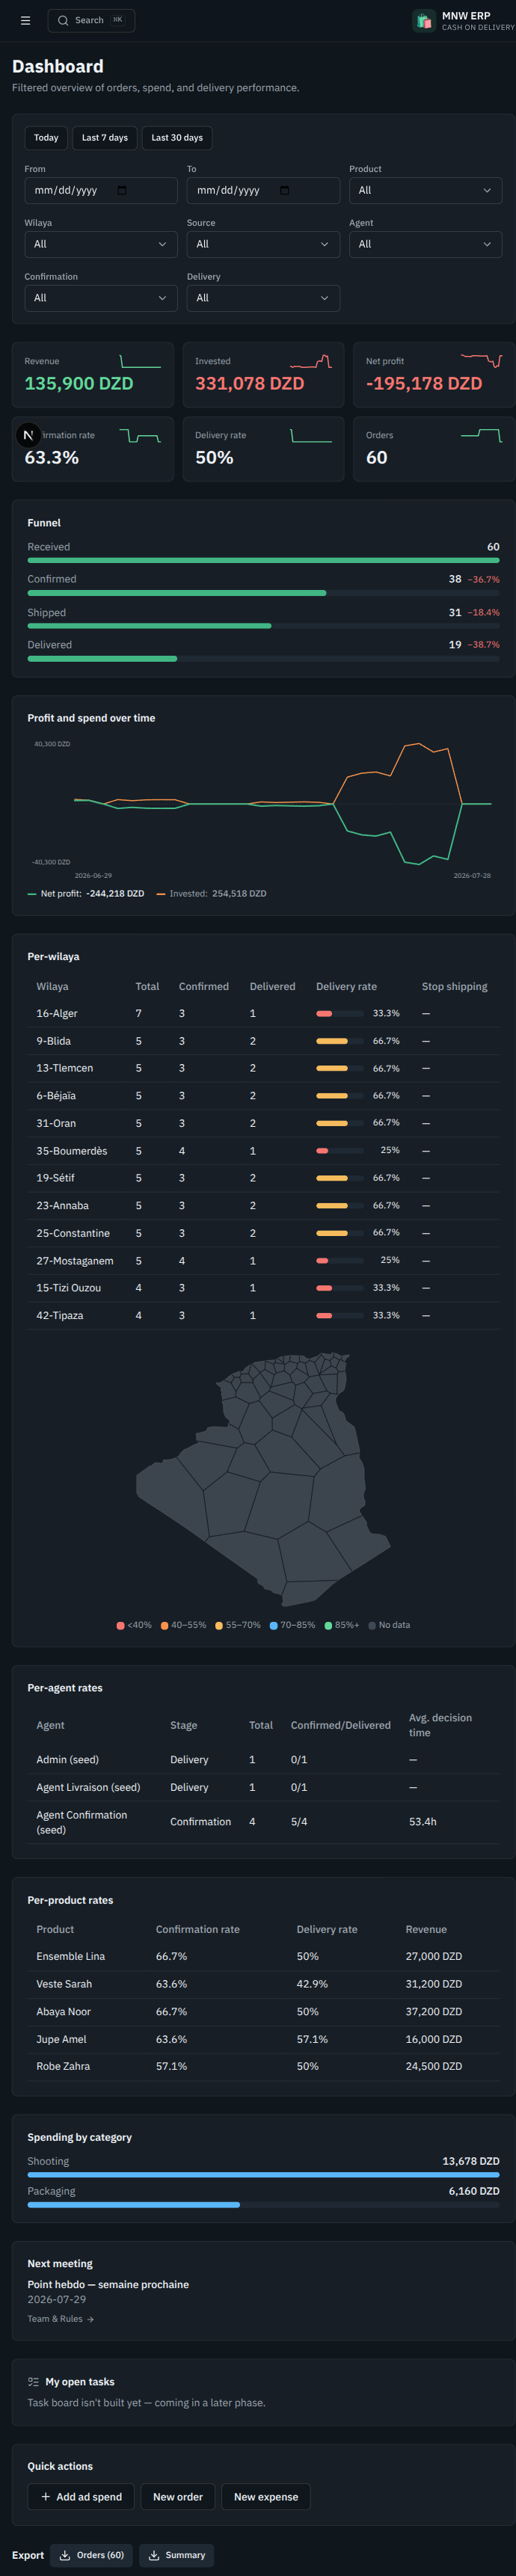 Search ⌘K
MNW ERP
CASH ON DELIVERY
Dashboard
Filtered overview of orders, spend, and delivery performance.
Today Last 7 days Last 30 days
From To Product
mm/dd/yyyy mm/dd/yyyy All
Wilaya Source Agent
All All All
Confirmation Delivery
All All
Revenue Invested Net profit
135,900 DZD 331,078 DZD -195,178 DZD
N irmation rate Delivery rate Orders
63.3% 50% 60
Funnel
Received 60
Confirmed 38 −36.7%
Shipped 31 −18.4%
Delivered 19 −38.7%
Profit and spend over time
40,300 DZD
-40,300 DZD
2026-06-29 2026-07-28
Net profit: -244,218 DZD Invested: 254,518 DZD
Per-wilaya
Wilaya Total Confirmed Delivered Delivery rate Stop shipping
16-Alger 7 3 1 33.3% —
9-Blida 5 3 2 66.7% —
13-Tlemcen 5 3 2 66.7% —
6-Béjaïa 5 3 2 66.7% —
31-Oran 5 3 2 66.7% —
35-Boumerdès 5 4 1 25% —
19-Sétif 5 3 2 66.7% —
23-Annaba 5 3 2 66.7% —
25-Constantine 5 3 2 66.7% —
27-Mostaganem 5 4 1 25% —
15-Tizi Ouzou 4 3 1 33.3% —
42-Tipaza 4 3 1 33.3% —
<40% 40–55% 55–70% 70–85% 85%+ No data
Per-agent rates
Agent Stage Total Confirmed/Delivered Avg. decision time
Admin (seed) Delivery 1 0/1 —
Agent Livraison (seed) Delivery 1 0/1 —
Agent Confirmation (seed) Confirmation 4 5/4 53.4h
Per-product rates
Product Confirmation rate Delivery rate Revenue
Ensemble Lina 66.7% 50% 27,000 DZD
Veste Sarah 63.6% 42.9% 31,200 DZD
Abaya Noor 66.7% 50% 37,200 DZD
Jupe Amel 63.6% 57.1% 16,000 DZD
Robe Zahra 57.1% 50% 24,500 DZD
Spending by category
Shooting 13,678 DZD
Packaging 6,160 DZD
Next meeting
Point hebdo — semaine prochaine
2026-07-29
Team & Rules →
My open tasks
Task board isn't built yet — coming in a later phase.
Quick actions
+ Add ad spend New order New expense
Export Orders (60) Summary